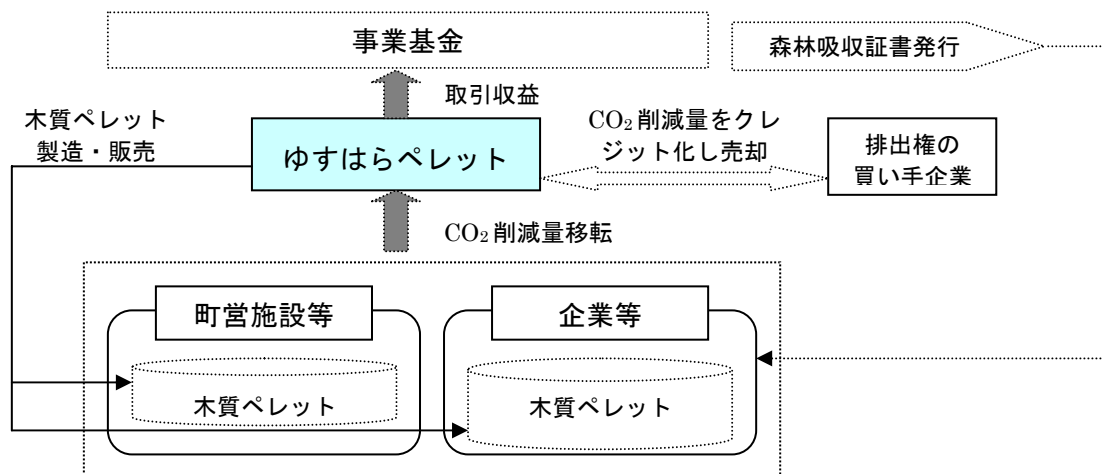 事業基金
森林吸収証書発行
取引収益
木質ペレット
製造・販売
ゆすはらペレット
CO₂削減量をクレ
ジット化し売却
排出権の
買い手企業
CO₂削減量移転
町営施設等
企業等
木質ペレット
木質ペレット